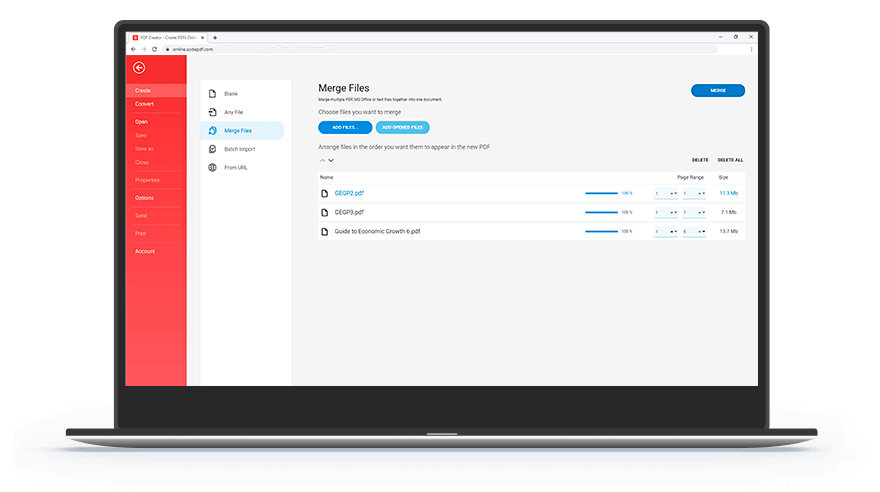 PDF Creator - Create PDFs Online
online.sodapdf.com
Create
Convert
Open
Save
Save as
Close
Properties
Options
Send
Print
Account
Blank
Any File
Merge Files
Batch Import
From URL
Merge Files
MERGE
Merge multiple PDF, MS Office or text files together into one document.
Choose files you want to merge
ADD FILES...
ADD OPENED FILES
Arrange files in the order you want them to appear in the new PDF
DELETE DELETE ALL
Name Page Range Size
GEGP2.pdf 100 % 1 1 11.3 Mb
GEGP3.pdf 100 % 1 1 7.1 Mb
Guide to Economic Growth 6.pdf 100 % 1 13.7 Mb